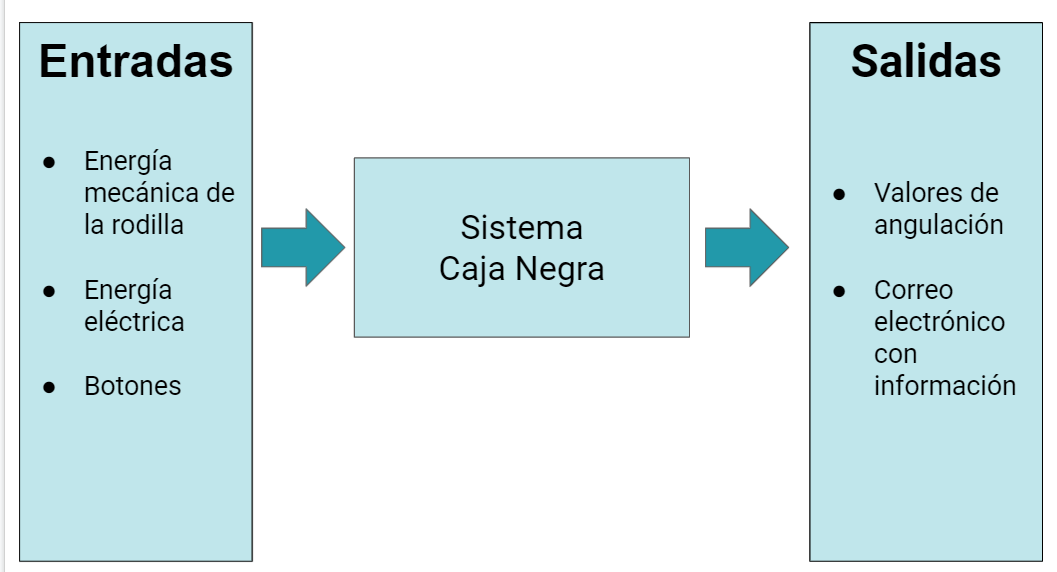 Entradas
● Energía
mecánica de
la rodilla
● Energía
eléctrica
● Botones
Sistema
Caja Negra
Salidas
● Valores de
angulación
● Correo
electrónico
con
información